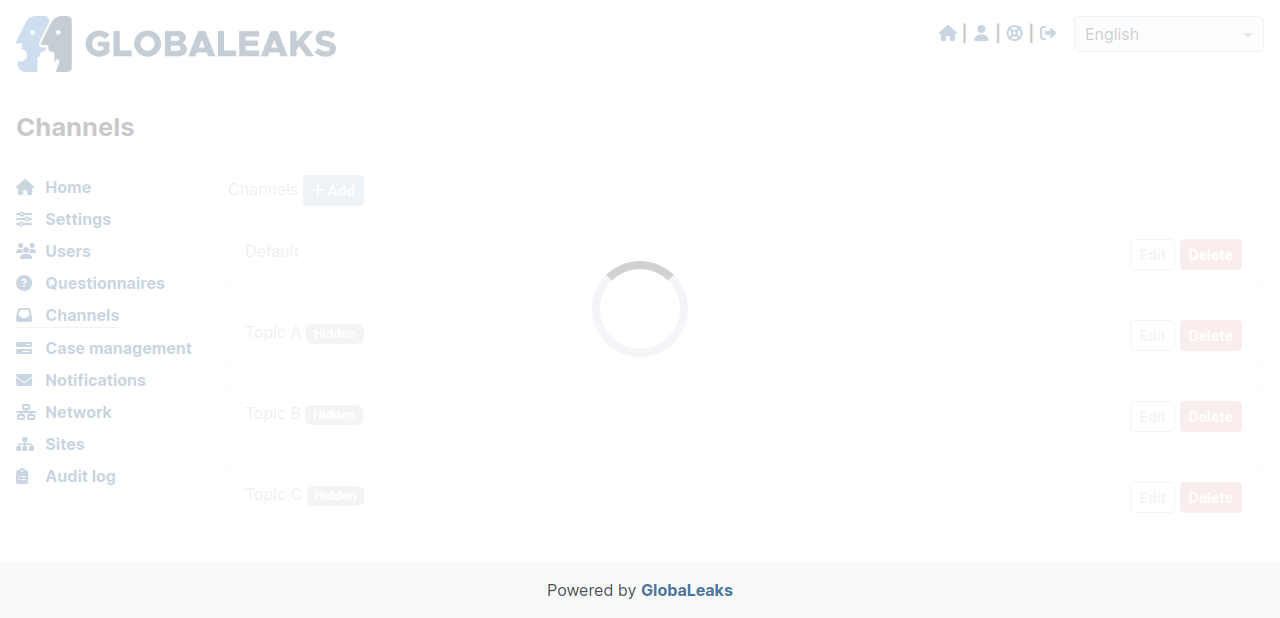 GLOBALEAKS
| | |
English
Channels
Home
Settings
Users
Questionnaires
Channels
Case management
Notifications
Network
Sites
Audit log
Channels + Add
Default Edit Delete
Topic A Hidden Edit Delete
Topic B Hidden Edit Delete
Topic C Hidden Edit Delete
Powered by GlobaLeaks